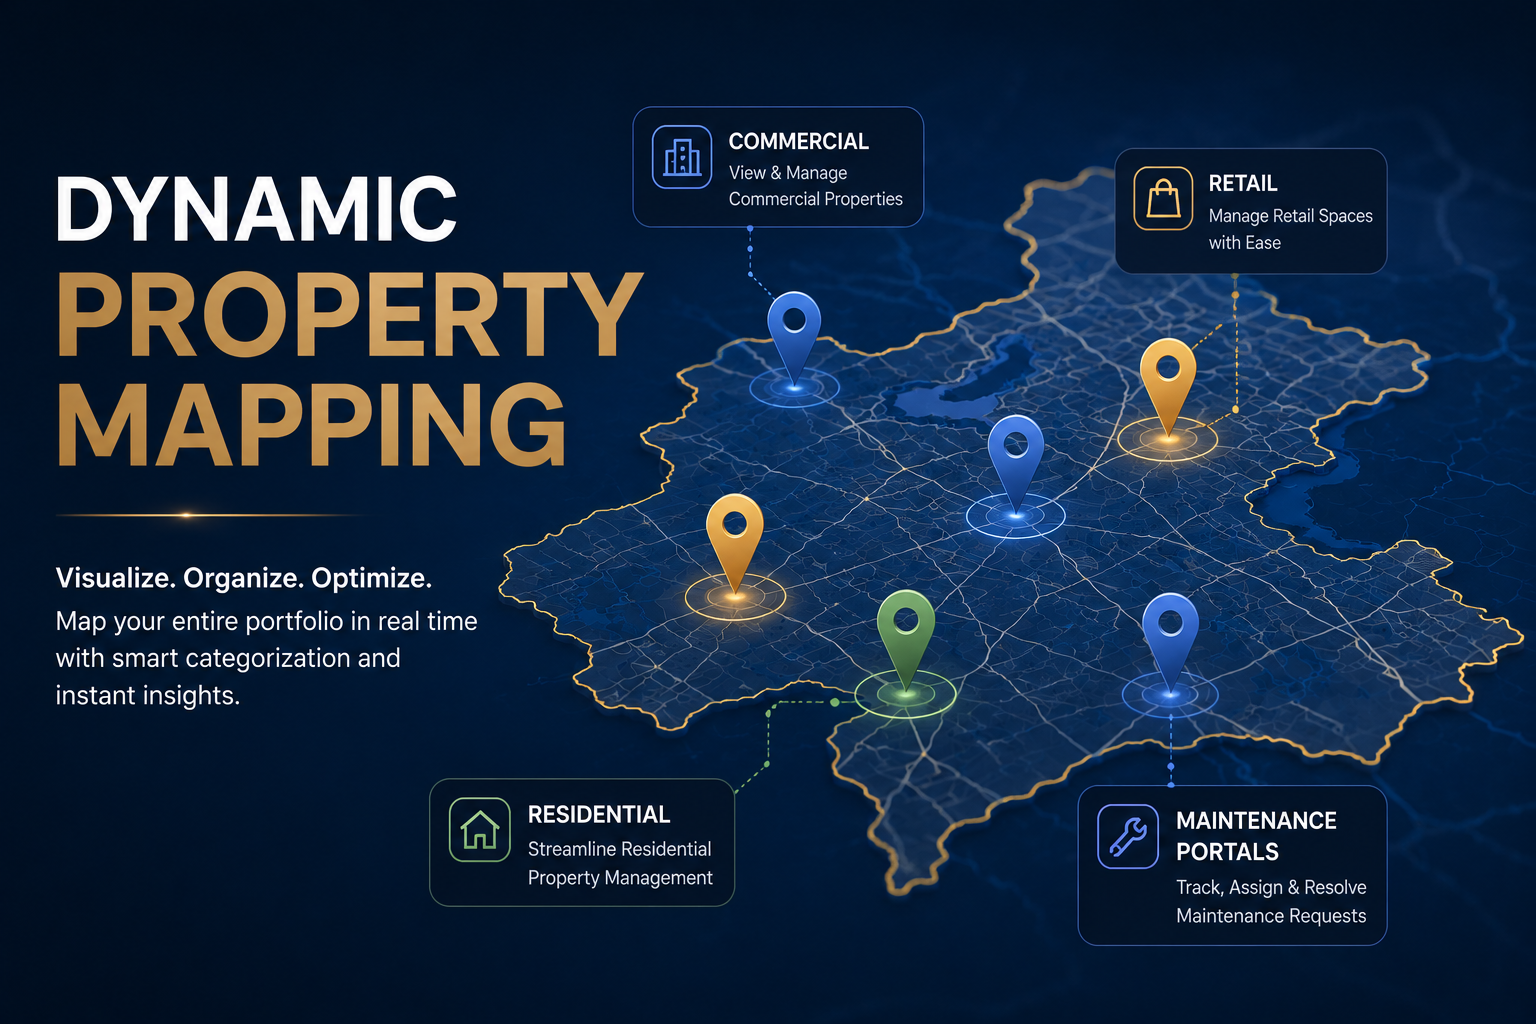 DYNAMIC
PROPERTY
MAPPING
Visualize. Organize. Optimize.
Map your entire portfolio in real time
with smart categorization and
instant insights.
COMMERCIAL
View & Manage
Commercial Properties
RETAIL
Manage Retail Spaces
with Ease
RESIDENTIAL
Streamline Residential
Property Management
MAINTENANCE
PORTALS
Track, Assign & Resolve
Maintenance Requests